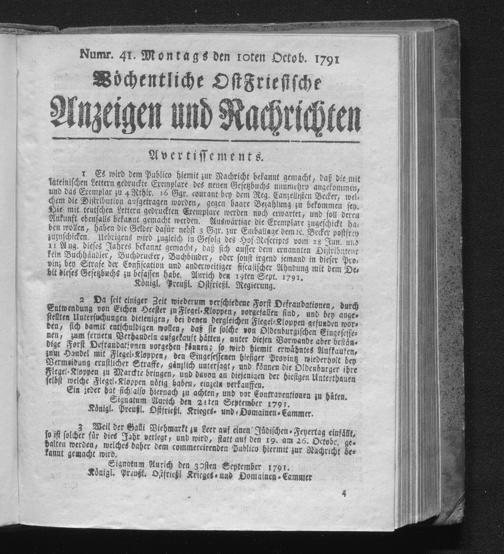 Numr. 41. Montags den 10ten Octob. 1791
Wöchentliche OstFriesische
Anzeigen und Nachrichten
Avertissements.
1 Es wird dem Publico hiemit zur Nachricht bekannt gemacht, daß die mit
lateinischen Lettern gedruckte Exemplare des neuen Gesetzbuchs nunmehro angekommen,
und das Exemplar zu 4 Rthlr. 16 Ggr. courant bey dem Reg. Canzellisten Becker, wel-
chem die Distribution aufgetragen worden, gegen baare Bezahlung zu bekommen sey.
Die mit teutschen Lettern gedruckten Exemplare werden noch erwartet, und soll deren
Ankunft ebenfalls bekannt gemacht werden. Auswärtige die Exemplare zugeschickt ha-
ben wollen, haben die Gelder dafür nebst 3 Ggr. zur Emballage dem ꝛc. Becker postfrey
zuzuschicken. Uebrigens wird zugleich in Gefolg des Hof-Rescripts vom 18 Jun. und
11 Aug. dieses Jahres bekannt gemacht, daß sich ausser dem ernannten Distributeur
kein Buchhändler, Buchdrucker, Buchbinder, oder sonst irgend jemand in dieser Pro-
vinz bey Strafe der Confiscation und anderweitiger fiscalischer Ahndung mit dem De-
bit dieses Gesetzbuchs zu befassen habe. Aurich den 19ten Sept. 1791.
Königl. Preußl. Ostfriesl. Regierung.
2 Da seit einiger Zeit wiederum verschiedene Forst Defraudationen, durch
Entwendung von Eichen Heester zu Flegel-Kloppen, vorgefallen sind, und bey ange-
stellten Untersuchungen diejenigen, bei denen dergleichen Flegel-Kloppen gefunden wor-
den, sich damit entschuldigen wollen, daß sie solche von Oldenburgischen Eingesesse-
nen, zum fernern Verhandeln aufgekauft hätten, unter diesen Vorwande aber bestän-
dige Forst Defraudationen vorgehen können; so wird hiemit erwähntes Aufkaufen,
zum Handel mit Flegel-Kloppen, den Eingesessenen hiesiger Provinz wiederholt bey
Vermeidung ernstlicher Straffe, gänzlich untersagt, und können die Oldenburger ihre
Flegel-Kloppen zu Marckte bringen, und davon an diejenigen der hiesigen Unterthanen
selbst welche Flegel-Kloppen nötig haben, einzeln verkauffen.
Ein jeder hat sich also hiernach zu achten, und vor Contraventionen zu hüten.
Signatum Aurich den 21ten September 1791.
Königl. Preußl. Ostfriesl. Krieges- und Domainen-Cammer.
3 Weil der Galli Viehmarkt zu Leer auf einen Jüdischen-Feyertag einfällt,
so ist solcher für dies Jahr verlegt, und wird, statt auf den 19. am 26. Octobr. ge-
halten werden, welches daher dem commercirenden Publico hiermit zur Nachricht be-
kannt gemacht wird.
Signatum Aurich den 30sten September 1791.
Königl. Preußl. Ostfriesl. Krieges- und Domainen-Cammer
4